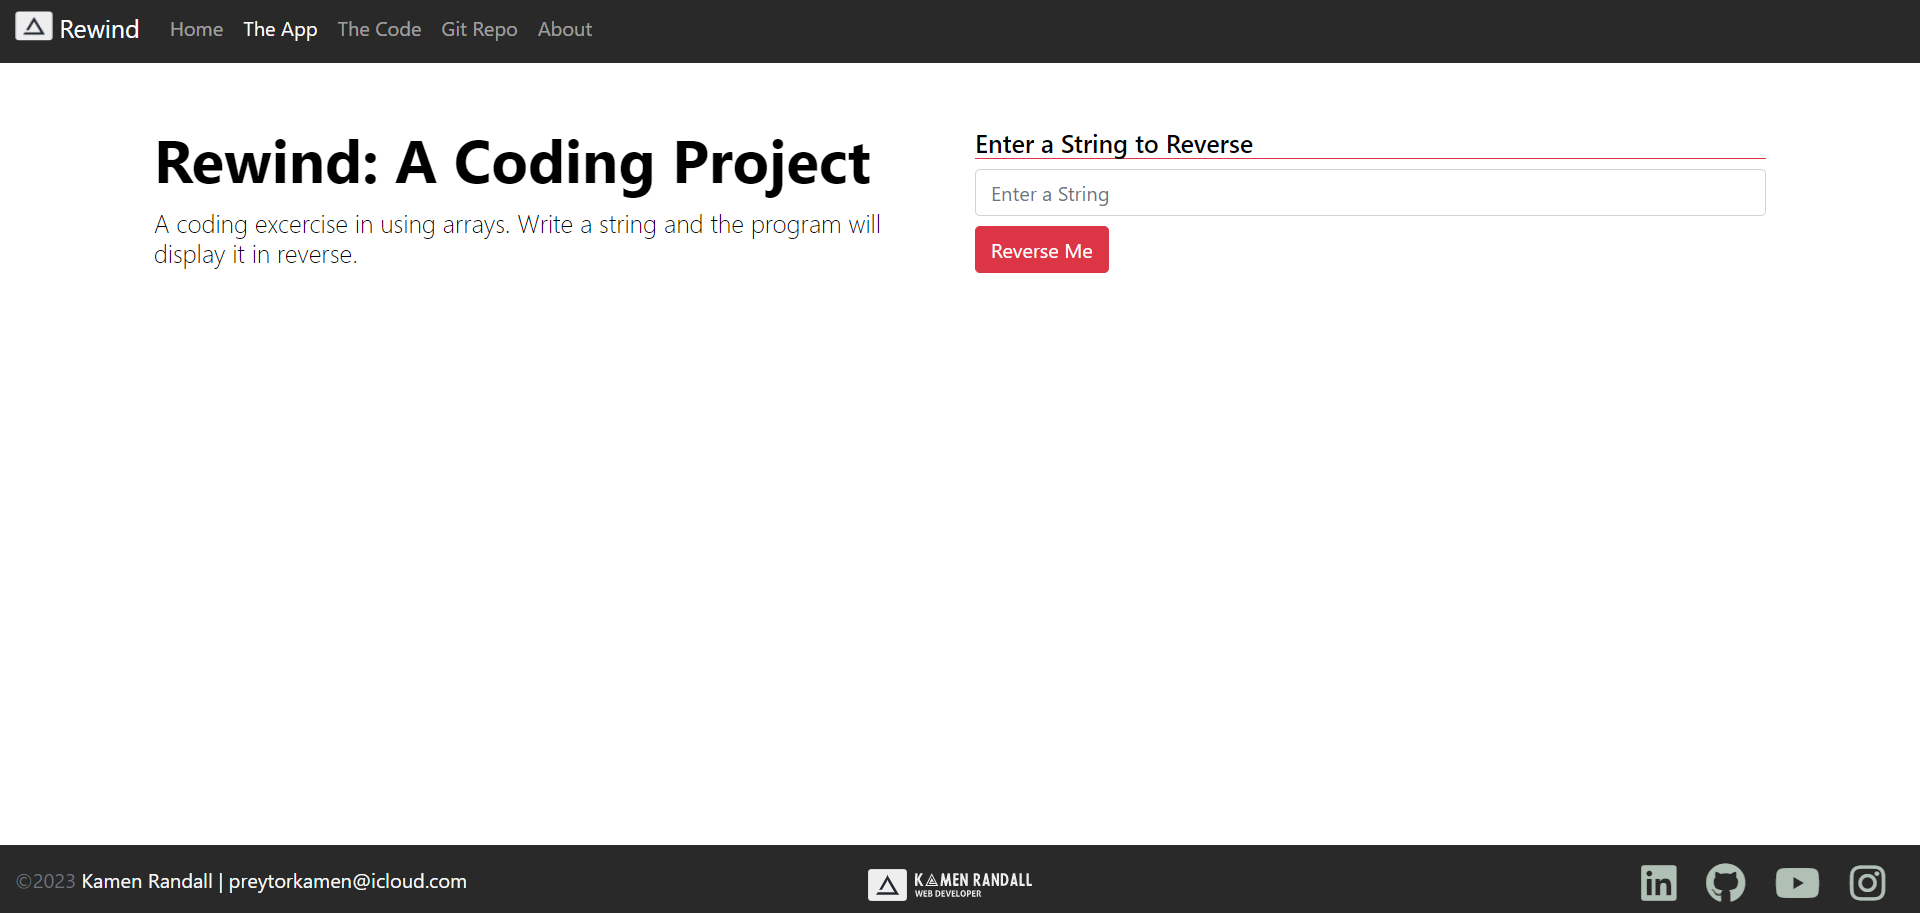 Rewind Home The App The Code Git Repo About
Rewind: A Coding Project
A coding excercise in using arrays. Write a string and the program will
display it in reverse.
Enter a String to Reverse
Enter a String
Reverse Me
©2023 Kamen Randall | preytorkamen@icloud.com
KAMEN RANDALL
WEB DEVELOPER
in